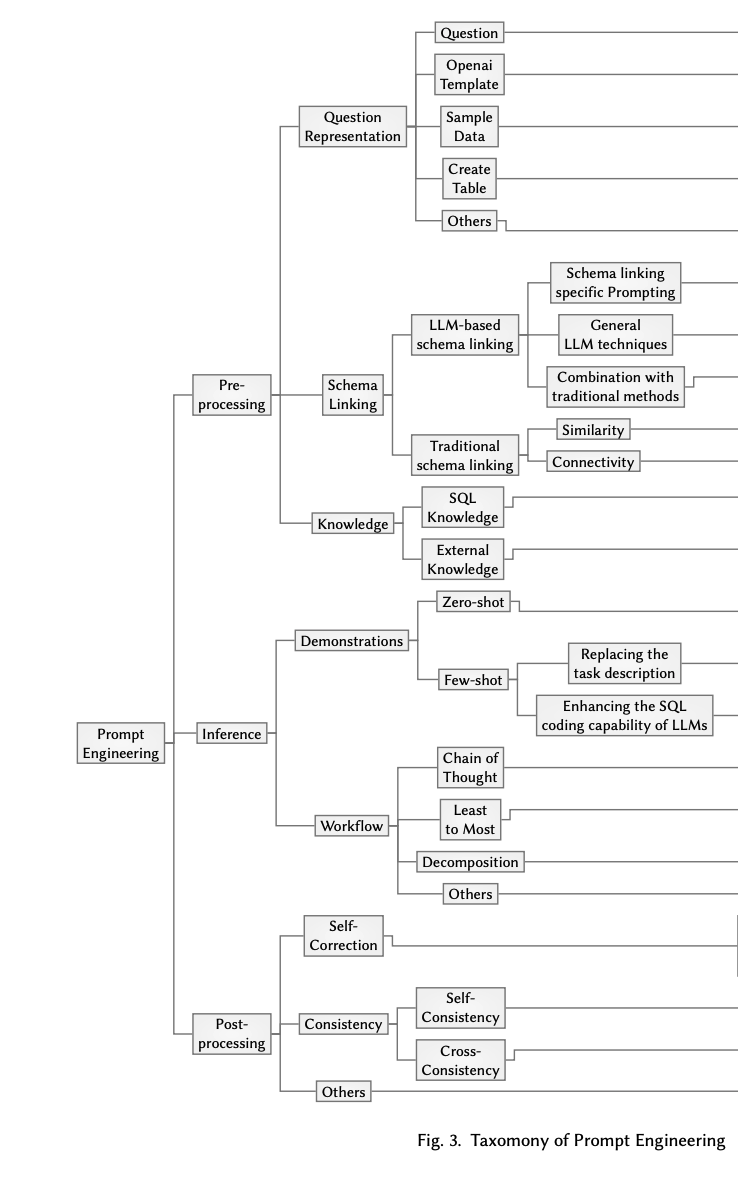 Question
Openai
Template
Question
Representation
Sample
Data
Create
Table
Others
Schema linking
specific Prompting
LLM-based
schema linking
General
LLM techniques
Pre-
processing
Schema
Linking
Combination with
traditional methods
Similarity
Traditional
schema linking
Connectivity
SQL
Knowledge
Knowledge
External
Knowledge
Zero-shot
Demonstrations
Replacing the
task description
Few-shot
Enhancing the SQL
coding capability of LLMs
Prompt
Engineering
Inference
Chain of
Thought
Workflow
Least
to Most
Decomposition
Others
Self-
Correction
Self-
Consistency
Post-
processing
Consistency
Cross-
Consistency
Others
Fig. 3. Taxomony of Prompt Engineering